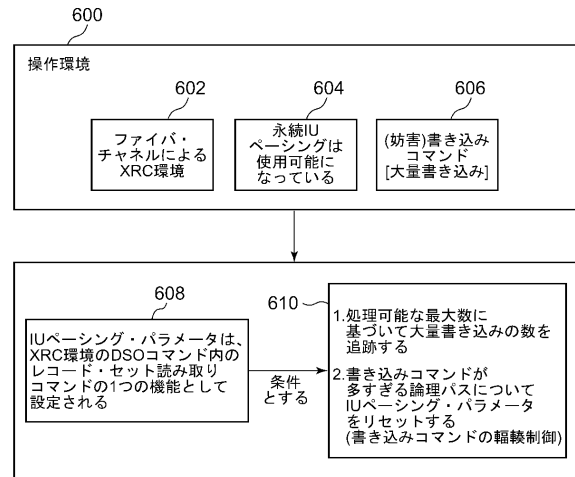 600
操作環境
602
ファイバ・
チャネルによる
XRC環境
604
永続IU
ペーシングは
使用可能に
なっている
606
(妨害)書き込み
コマンド
[大量書き込み]
608
IUペーシング・パラメータは、
XRC環境のDSOコマンド内の
レコード・セット読み取り
コマンドの1つの機能として
設定される
条件
とする
610
1.処理可能な最大数に
基づいて大量書き込みの数を
追跡する
2.書き込みコマンドが
多すぎる論理パスについて
IUペーシング・パラメータ
をリセットする
(書き込みコマンドの輻輳制御)